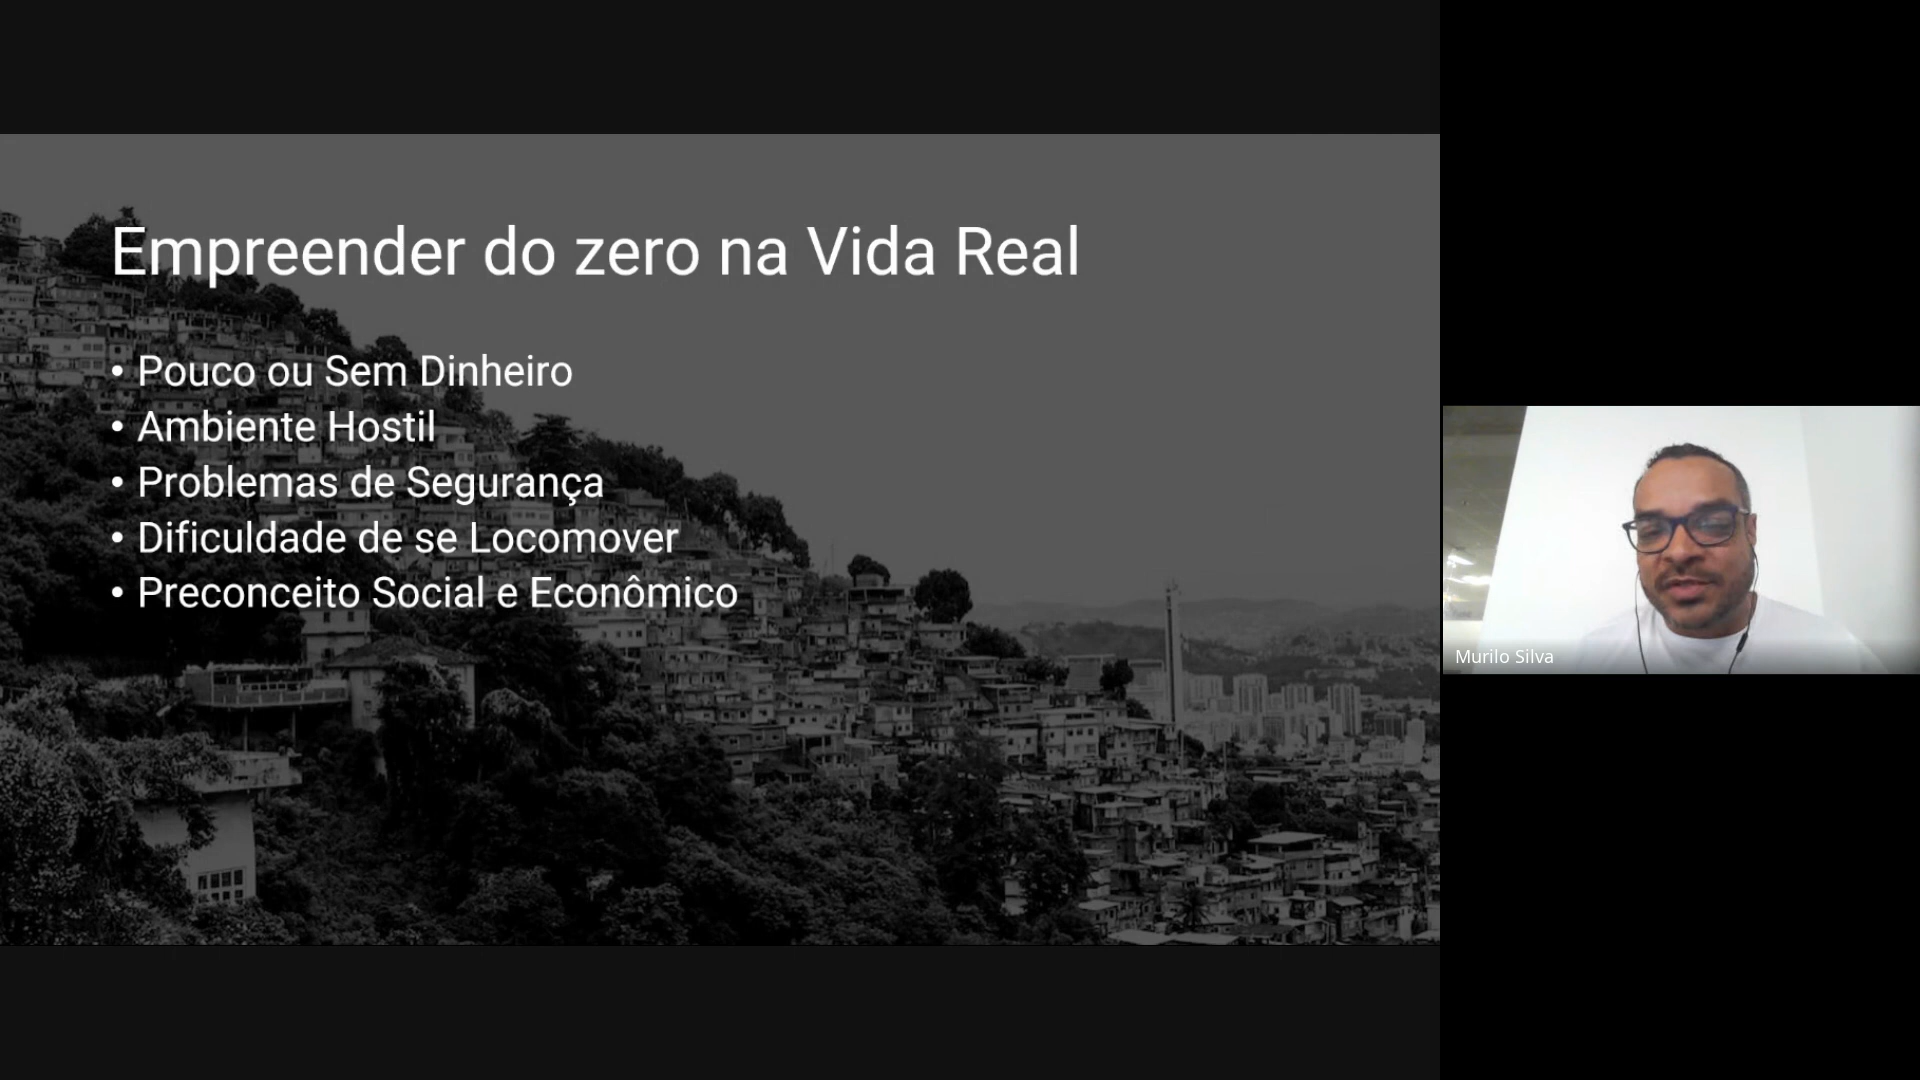 Empreender do zero na Vida Real
• Pouco ou Sem Dinheiro
• Ambiente Hostil
• Problemas de Segurança
• Dificuldade de se Locomover
• Preconceito Social e Econômico
Murilo Silva